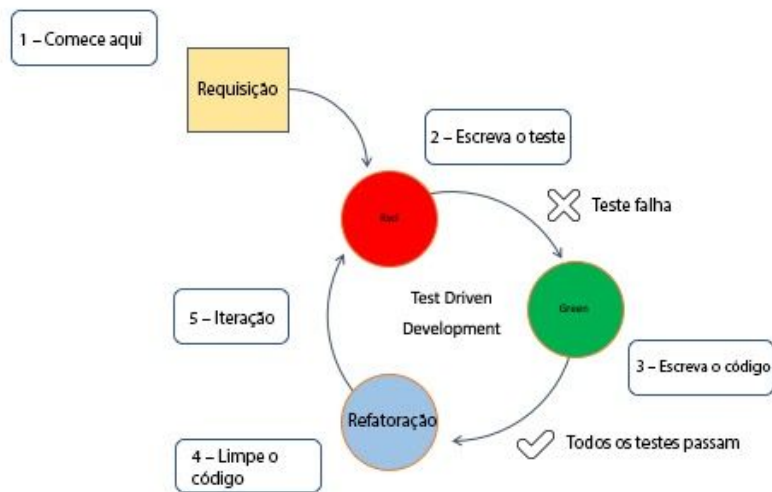 1 – Comece aqui
Requisição
2 – Escreva o teste
Red
Teste falha
Test Driven
Development
Green
5 – Iteração
3 – Escreva o código
Refatoração
Todos os testes passam
4 – Limpe o
código